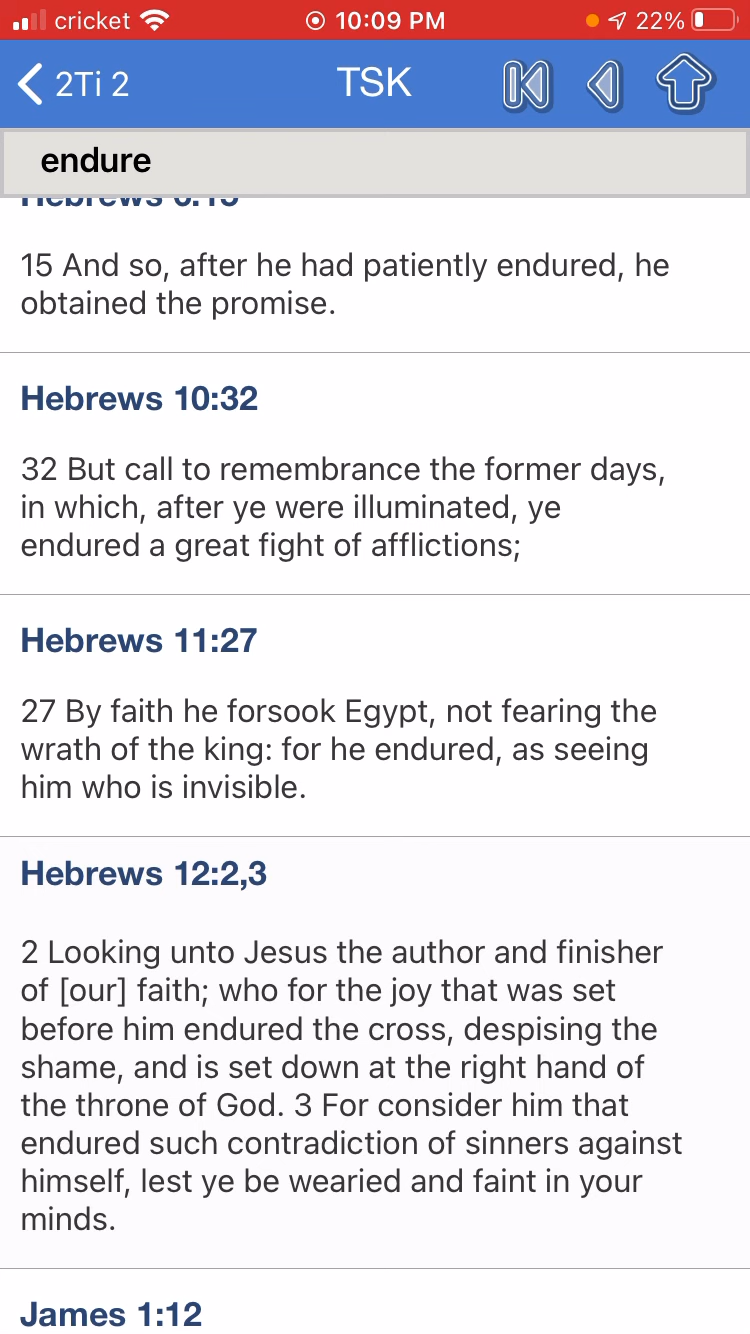 cricket 10:09 PM 22%
2Ti 2 TSK
endure
Hebrews 6:15
15 And so, after he had patiently endured, he
obtained the promise.
Hebrews 10:32
32 But call to remembrance the former days,
in which, after ye were illuminated, ye
endured a great fight of afflictions;
Hebrews 11:27
27 By faith he forsook Egypt, not fearing the
wrath of the king: for he endured, as seeing
him who is invisible.
Hebrews 12:2,3
2 Looking unto Jesus the author and finisher
of [our] faith; who for the joy that was set
before him endured the cross, despising the
shame, and is set down at the right hand of
the throne of God. 3 For consider him that
endured such contradiction of sinners against
himself, lest ye be wearied and faint in your
minds.
James 1:12